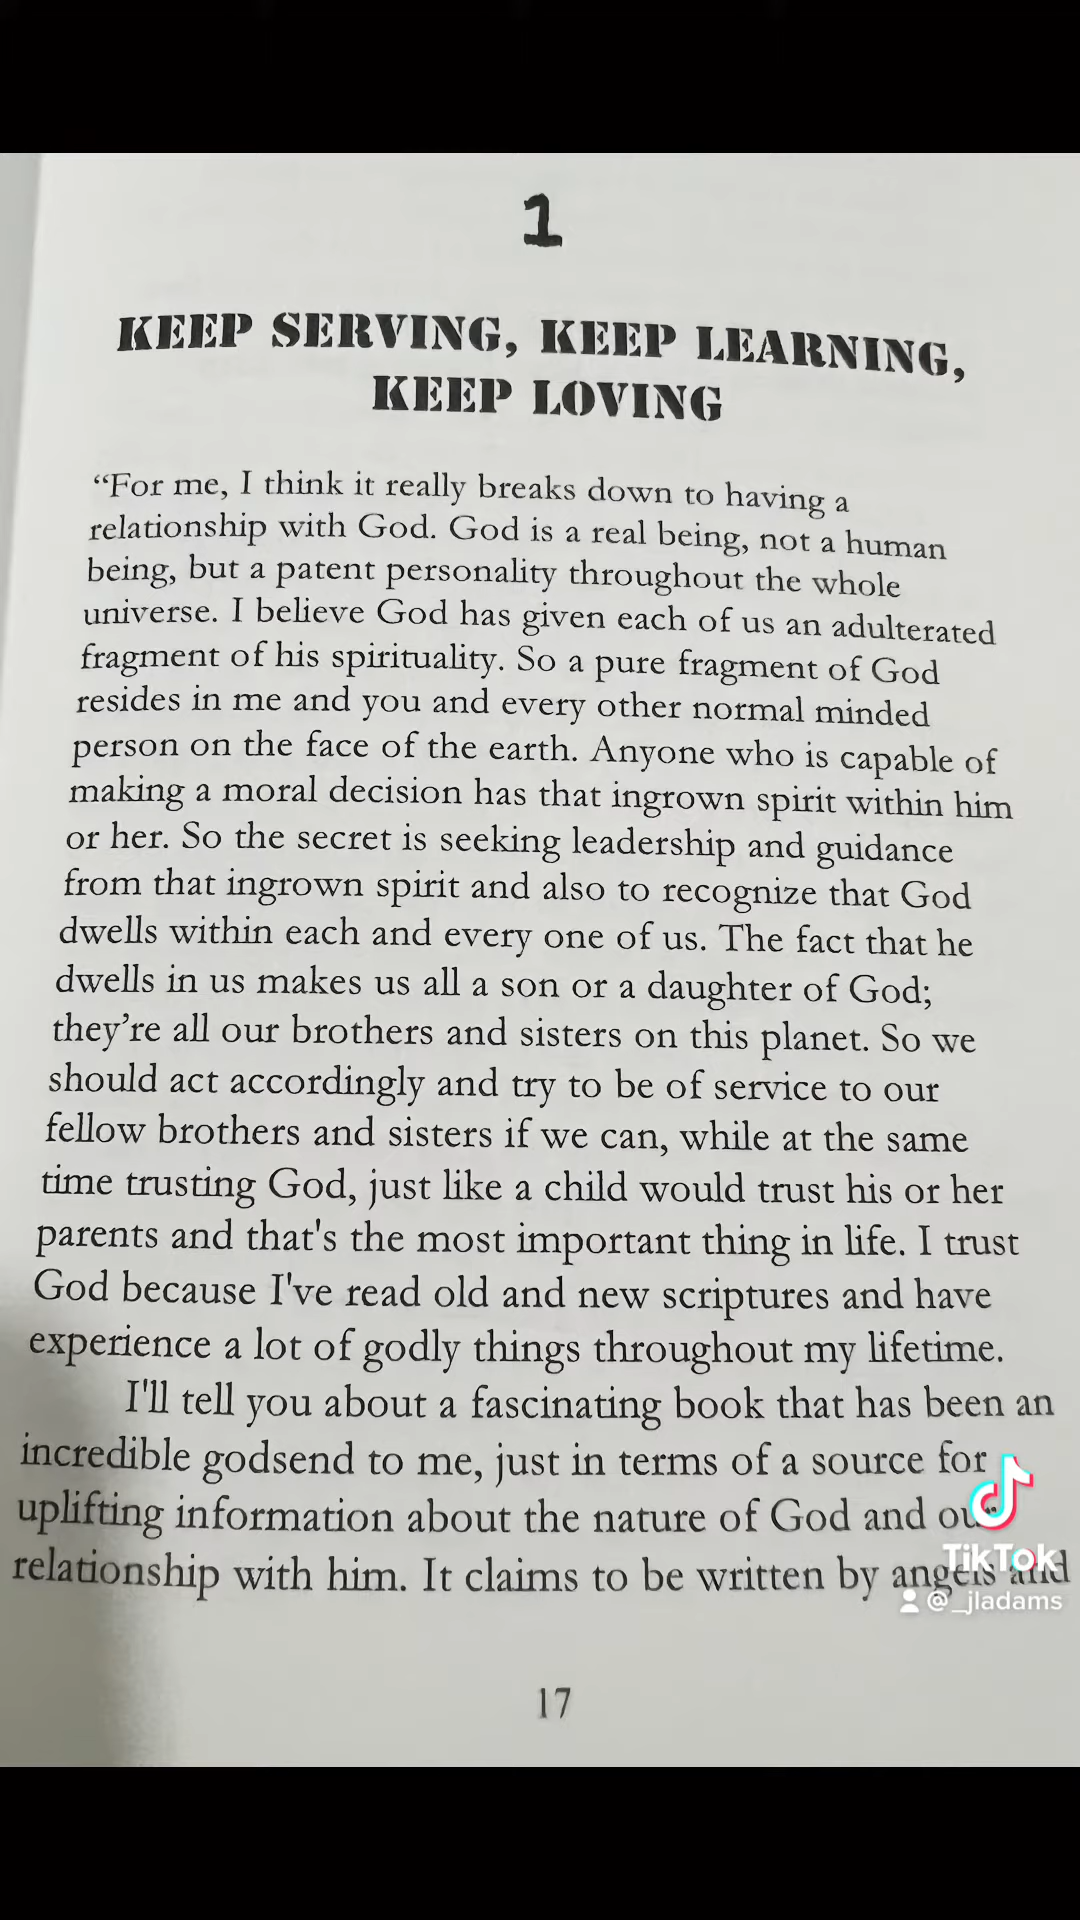 1
KEEP SERVING, KEEP LEARNING,
KEEP LOVING
“For me, I think it really breaks down to having a
relationship with God. God is a real being, not a human
being, but a patent personality throughout the whole
universe. I believe God has given each of us an adulterated
fragment of his spirituality. So a pure fragment of God
resides in me and you and every other normal minded
person on the face of the earth. Anyone who is capable of
making a moral decision has that ingrown spirit within him
or her. So the secret is seeking leadership and guidance
from that ingrown spirit and also to recognize that God
dwells within each and every one of us. The fact that he
dwells in us makes us all a son or a daughter of God;
they’re all our brothers and sisters on this planet. So we
should act accordingly and try to be of service to our
fellow brothers and sisters if we can, while at the same
time trusting God, just like a child would trust his or her
parents and that's the most important thing in life. I trust
God because I've read old and new scriptures and have
experience a lot of godly things throughout my lifetime.
I'll tell you about a fascinating book that has been an
incredible godsend to me, just in terms of a source for
uplifting information about the nature of God and our
relationship with him. It claims to be written by angels and
TikTok
@_jladams
17